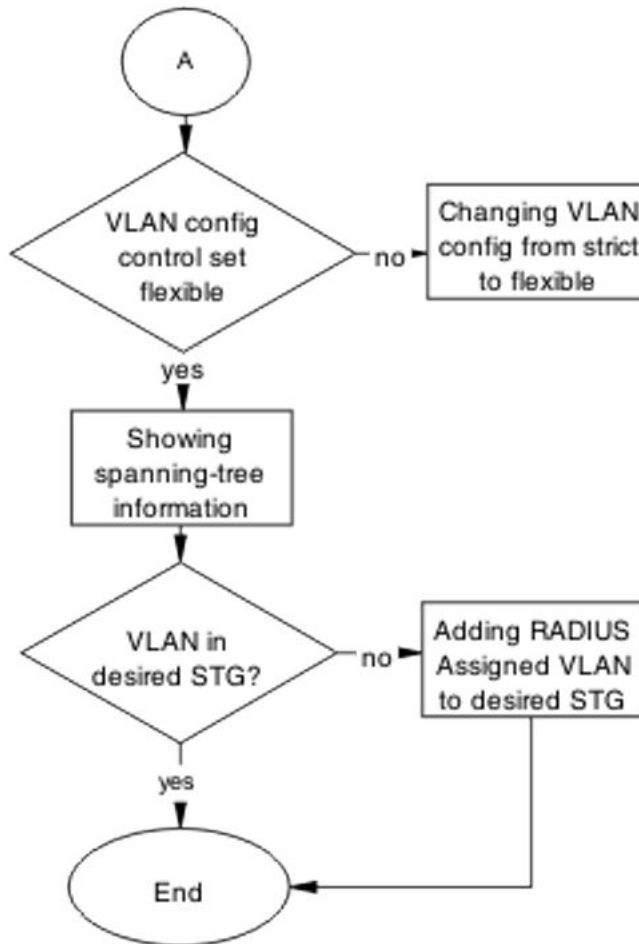 A
VLAN config
control set
flexible
no
Changing VLAN
config from strict
to flexible
yes
Showing
spanning-tree
information
VLAN in
desired STG?
no
Adding RADIUS
Assigned VLAN
to desired STG
yes
End